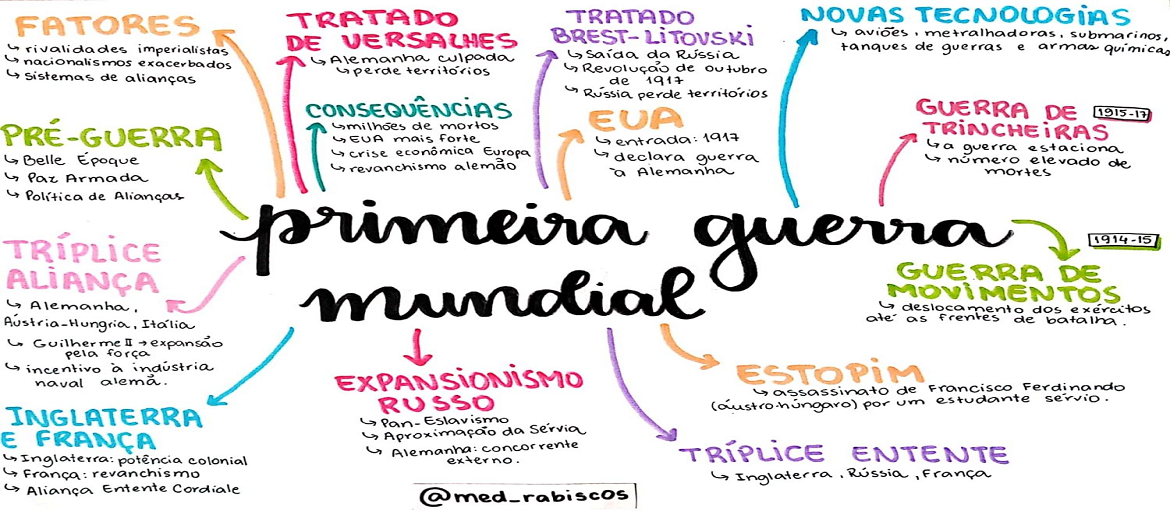 FATORES
↳ rivalidades imperialistas
↳ nacionalismos exacerbados
↳ sistemas de alianças
TRATADO
DE VERSALHES
↳ Alemanha culpada
↳ perde territórios
TRATADO
BREST-LITOVSKI
↳ Saída da Rússia
↳ Revolução de outubro
de 1917
↳ Rússia perde territórios
NOVAS TECNOLOGIAS
↳ aviões, metralhadoras, submarinos,
tanques de guerras e armas químicas
PRÉ-GUERRA
↳ Belle Époque
↳ Paz Armada
↳ Política de Alianças
CONSEQUÊNCIAS
↳ milhões de mortos
↳ EUA mais forte
↳ crise econômica Europa
↳ revanchismo alemão
EUA
↳ entrada: 1917
↳ declara guerra
à Alemanha
GUERRA DE 1915-17
TRINCHEIRAS
↳ a guerra estaciona
↳ número elevado de
mortes
primeira guerra
mundial
TRÍPLICE
ALIANÇA
↳ Alemanha,
Aústria-Hungria, Itália
↳ Guilherme II → expansão
pela força
↳ incentivo à indústria
naval alemã.
1914-15
GUERRA DE
MOVIMENTOS
↳ deslocamento dos exércitos
até as frentes de batalha.
INGLATERRA
E FRANÇA
↳ Inglaterra: potência colonial
↳ França: revanchismo
↳ Aliança Entente Cordiale
EXPANSIONISMO
RUSSO
↳ Pan-Eslavismo
↳ Aproximação da Sérvia
↳ Alemanha: concorrente
externo.
ESTOPIM
↳ assassinato de Francisco Ferdinando
(áustro-húngaro) por um estudante sérvio.
TRÍPLICE ENTENTE
↳ Inglaterra, Rússia, França
@med_rabiscos